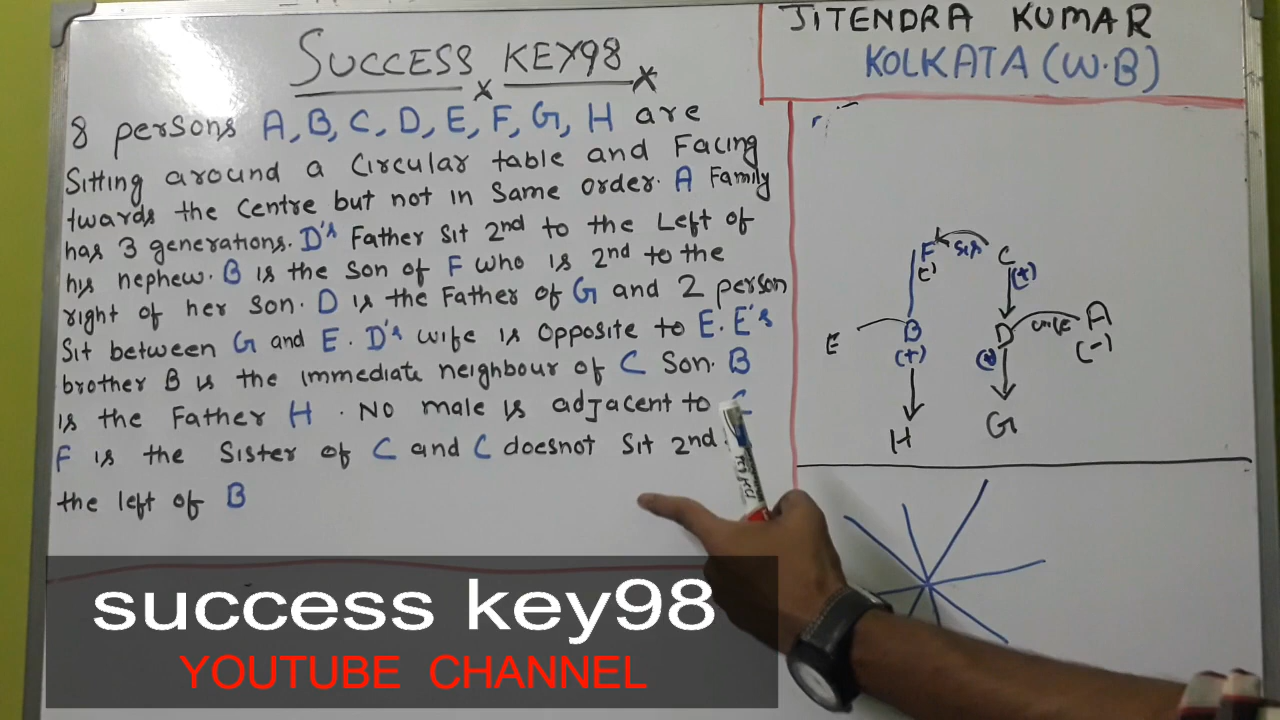 SUCCESS KEY98
JITENDRA KUMAR
KOLKATA (W.B)
8 persons A, B, C, D, E, F, G, H are
Sitting around a Circular table and Facing
twards the Centre but not in Same order. A Family
has 3 generations. D's Father Sit 2nd to the Left of
his nephew. B is the Son of F who is 2nd to the
right of her Son. D is the Father of G and 2 person
Sit between G and E. D's wife is opposite to E. E's
brother B is the immediate neighbour of C Son. B
is the Father H. No male is adjacent to C
F is the Sister of C and C doesnot Sit 2nd
the left of B
F sis C
(-) (+)
E B D wife A
(+) (-)
H G
success key98
YOUTUBE CHANNEL